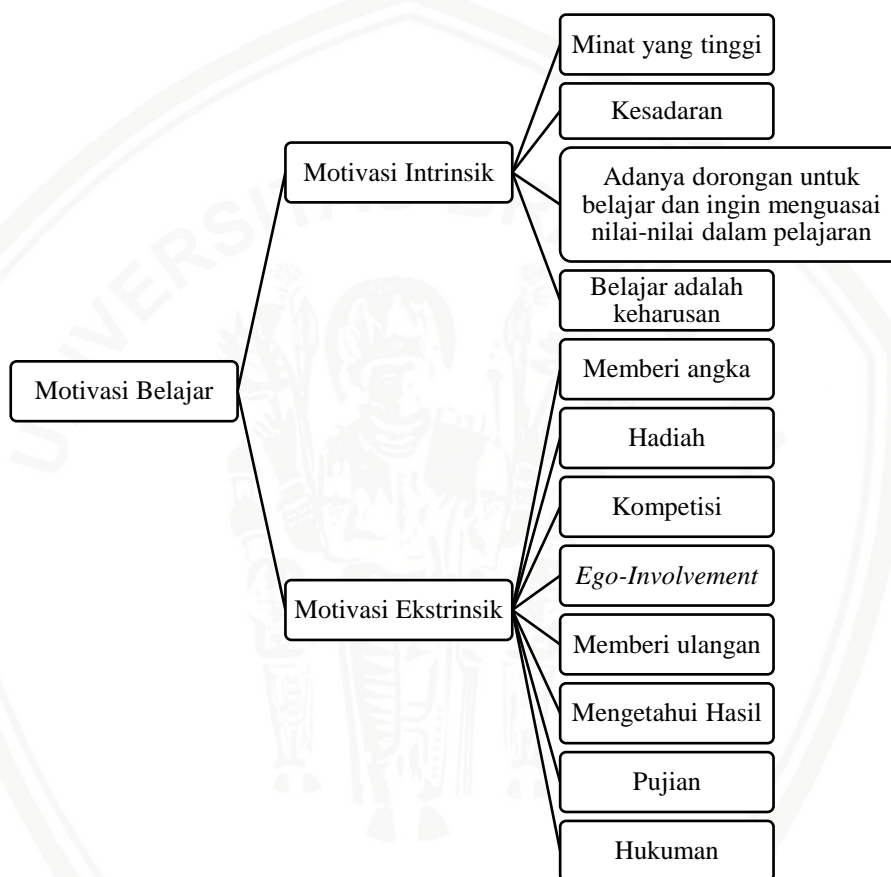 Minat yang tinggi
Kesadaran
Motivasi Intrinsik
Adanya dorongan untuk
belajar dan ingin menguasai
nilai-nilai dalam pelajaran
Belajar adalah
keharusan
Motivasi Belajar
Memberi angka
Hadiah
Kompetisi
Ego-Involvement
Motivasi Ekstrinsik
Memberi ulangan
Mengetahui Hasil
Pujian
Hukuman